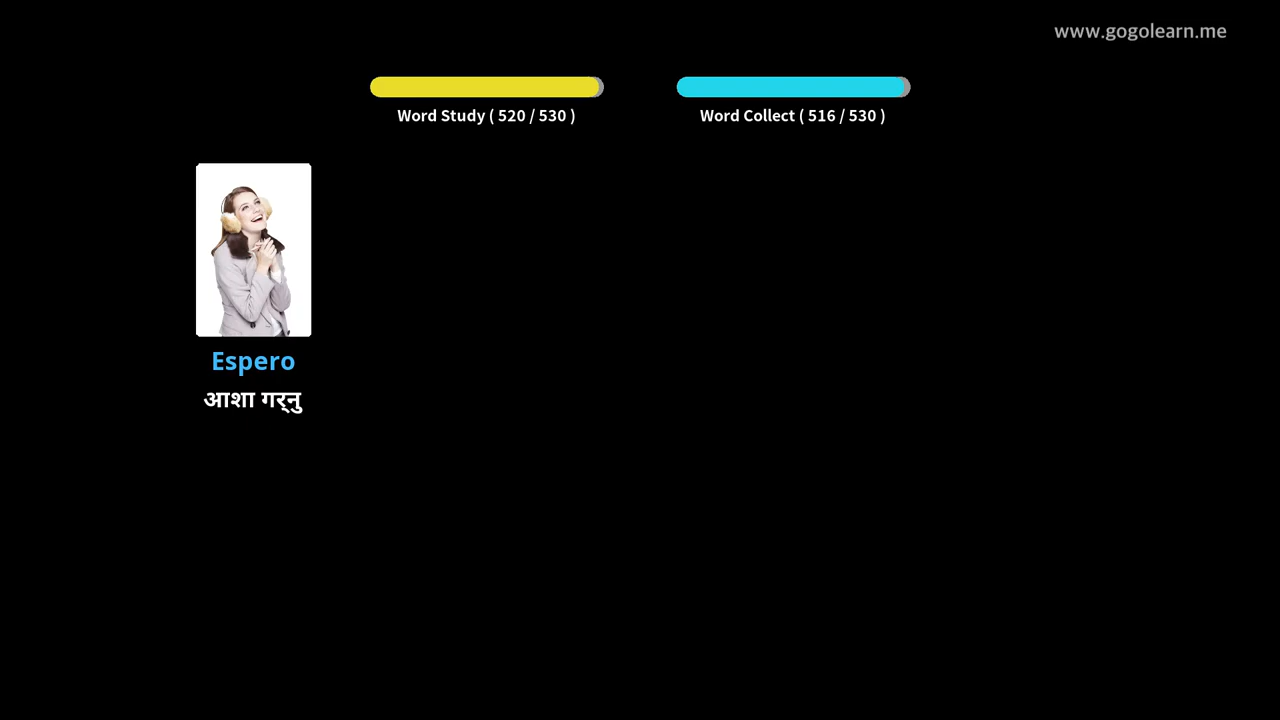 www.gogolearn.me
Word Study ( 520 / 530 )
Word Collect ( 516 / 530 )
Espero
आशा गर्नु